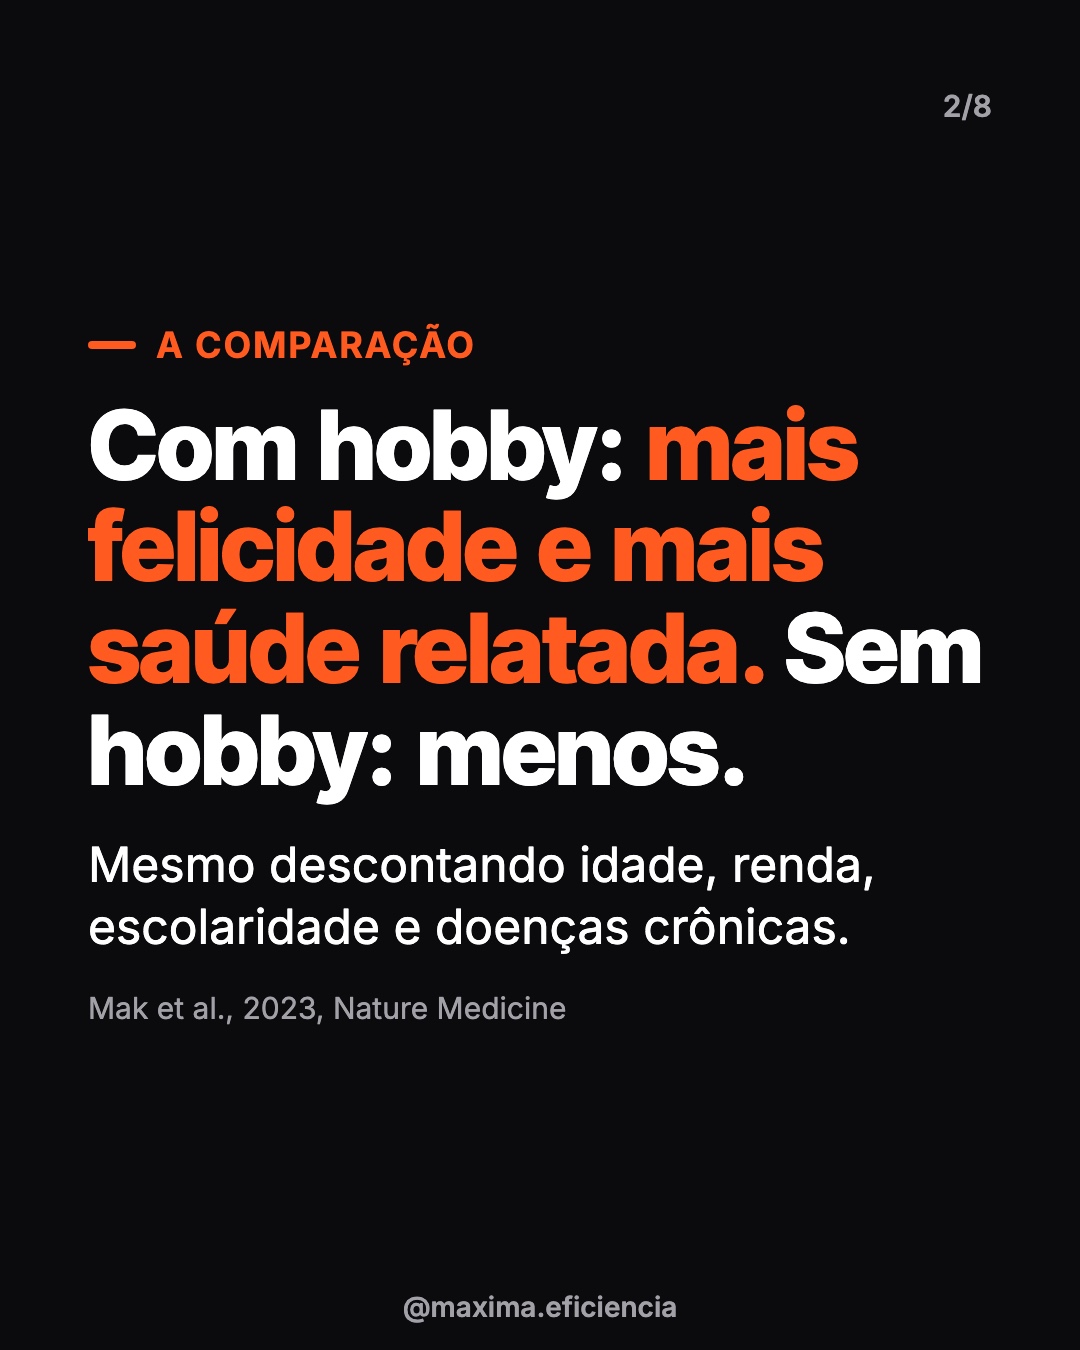 2/8
A COMPARAÇÃO
Com hobby: mais
felicidade e mais
saúde relatada. Sem
hobby: menos.
Mesmo descontando idade, renda,
escolaridade e doenças crônicas.
Mak et al., 2023, Nature Medicine
@maxima.eficiencia